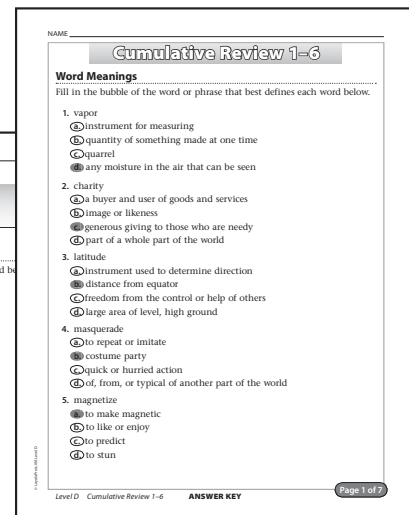 NAME
Cumulative Review 1–6
Word Meanings
Fill in the bubble of the word or phrase that best defines each word below.
1. vapor
a. instrument for measuring
b. quantity of something made at one time
c. quarrel
d. any moisture in the air that can be seen
2. charity
a. a buyer and user of goods and services
b. image or likeness
c. generous giving to those who are needy
d. part of a whole part of the world
3. latitude
a. instrument used to determine direction
b. distance from equator
c. freedom from the control or help of others
d. large area of level, high ground
4. masquerade
a. to repeat or imitate
b. costume party
c. quick or hurried action
d. of, from, or typical of another part of the world
5. magnetize
a. to make magnetic
b. to like or enjoy
c. to predict
d. to stun
Level D Cumulative Review 1–6 ANSWER KEY
Page 1 of 7